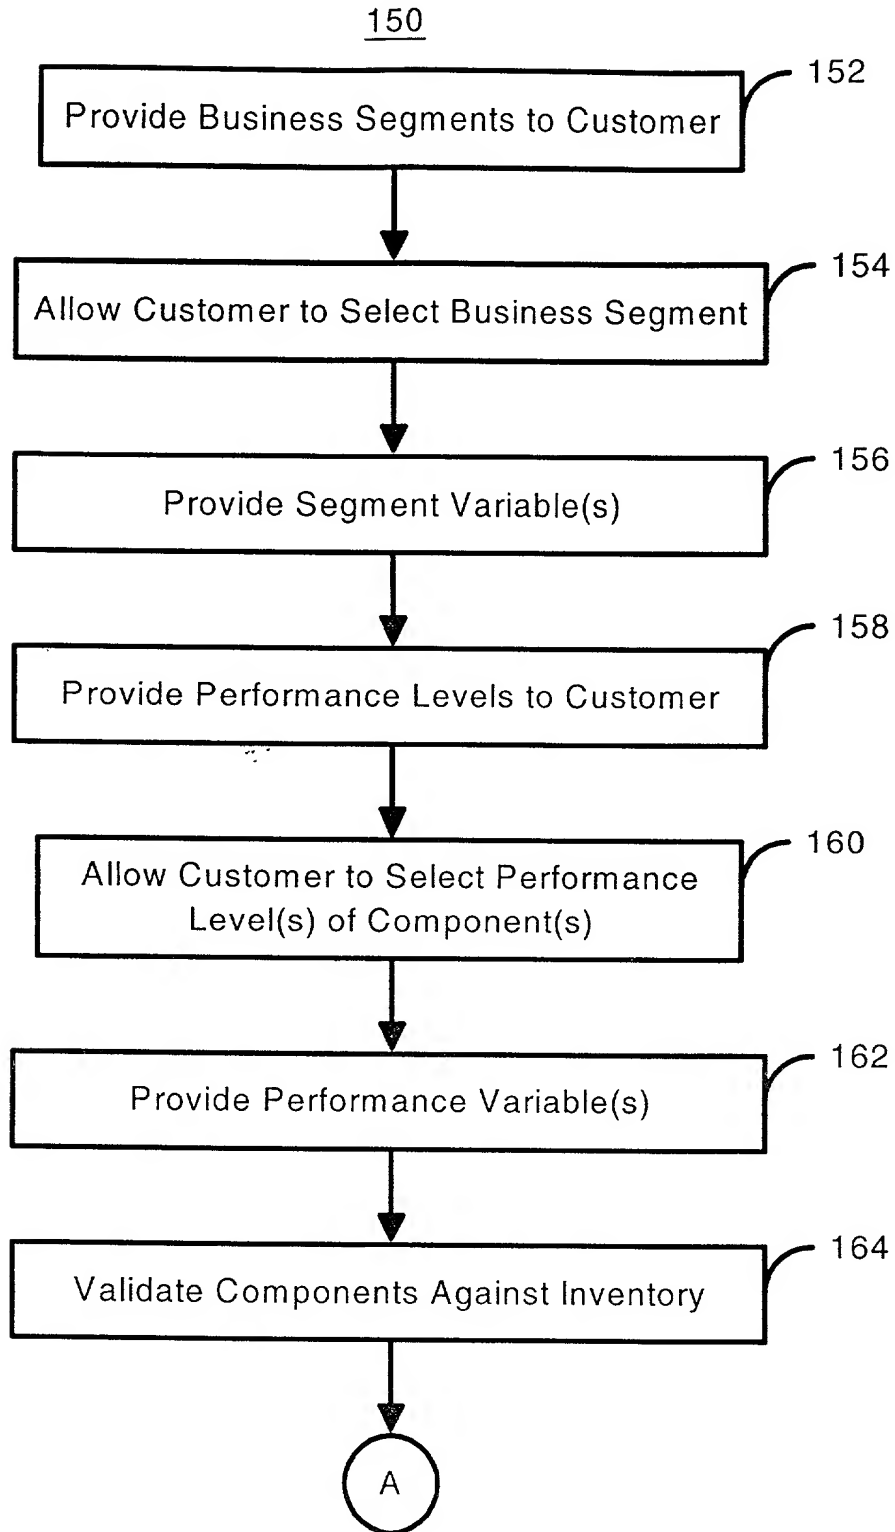 150
152
Provide Business Segments to Customer
154
Allow Customer to Select Business Segment
156
Provide Segment Variable(s)
158
Provide Performance Levels to Customer
160
Allow Customer to Select Performance
Level(s) of Component(s)
162
Provide Performance Variable(s)
164
Validate Components Against Inventory
A